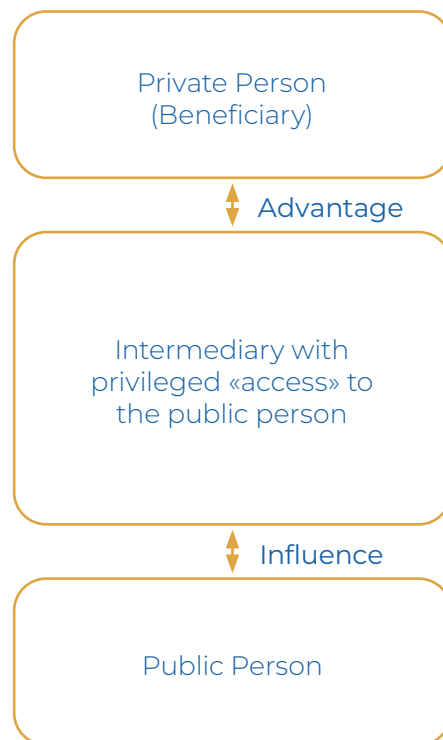 Private Person
(Beneficiary)
Advantage
Intermediary with
privileged «access» to
the public person
Influence
Public Person